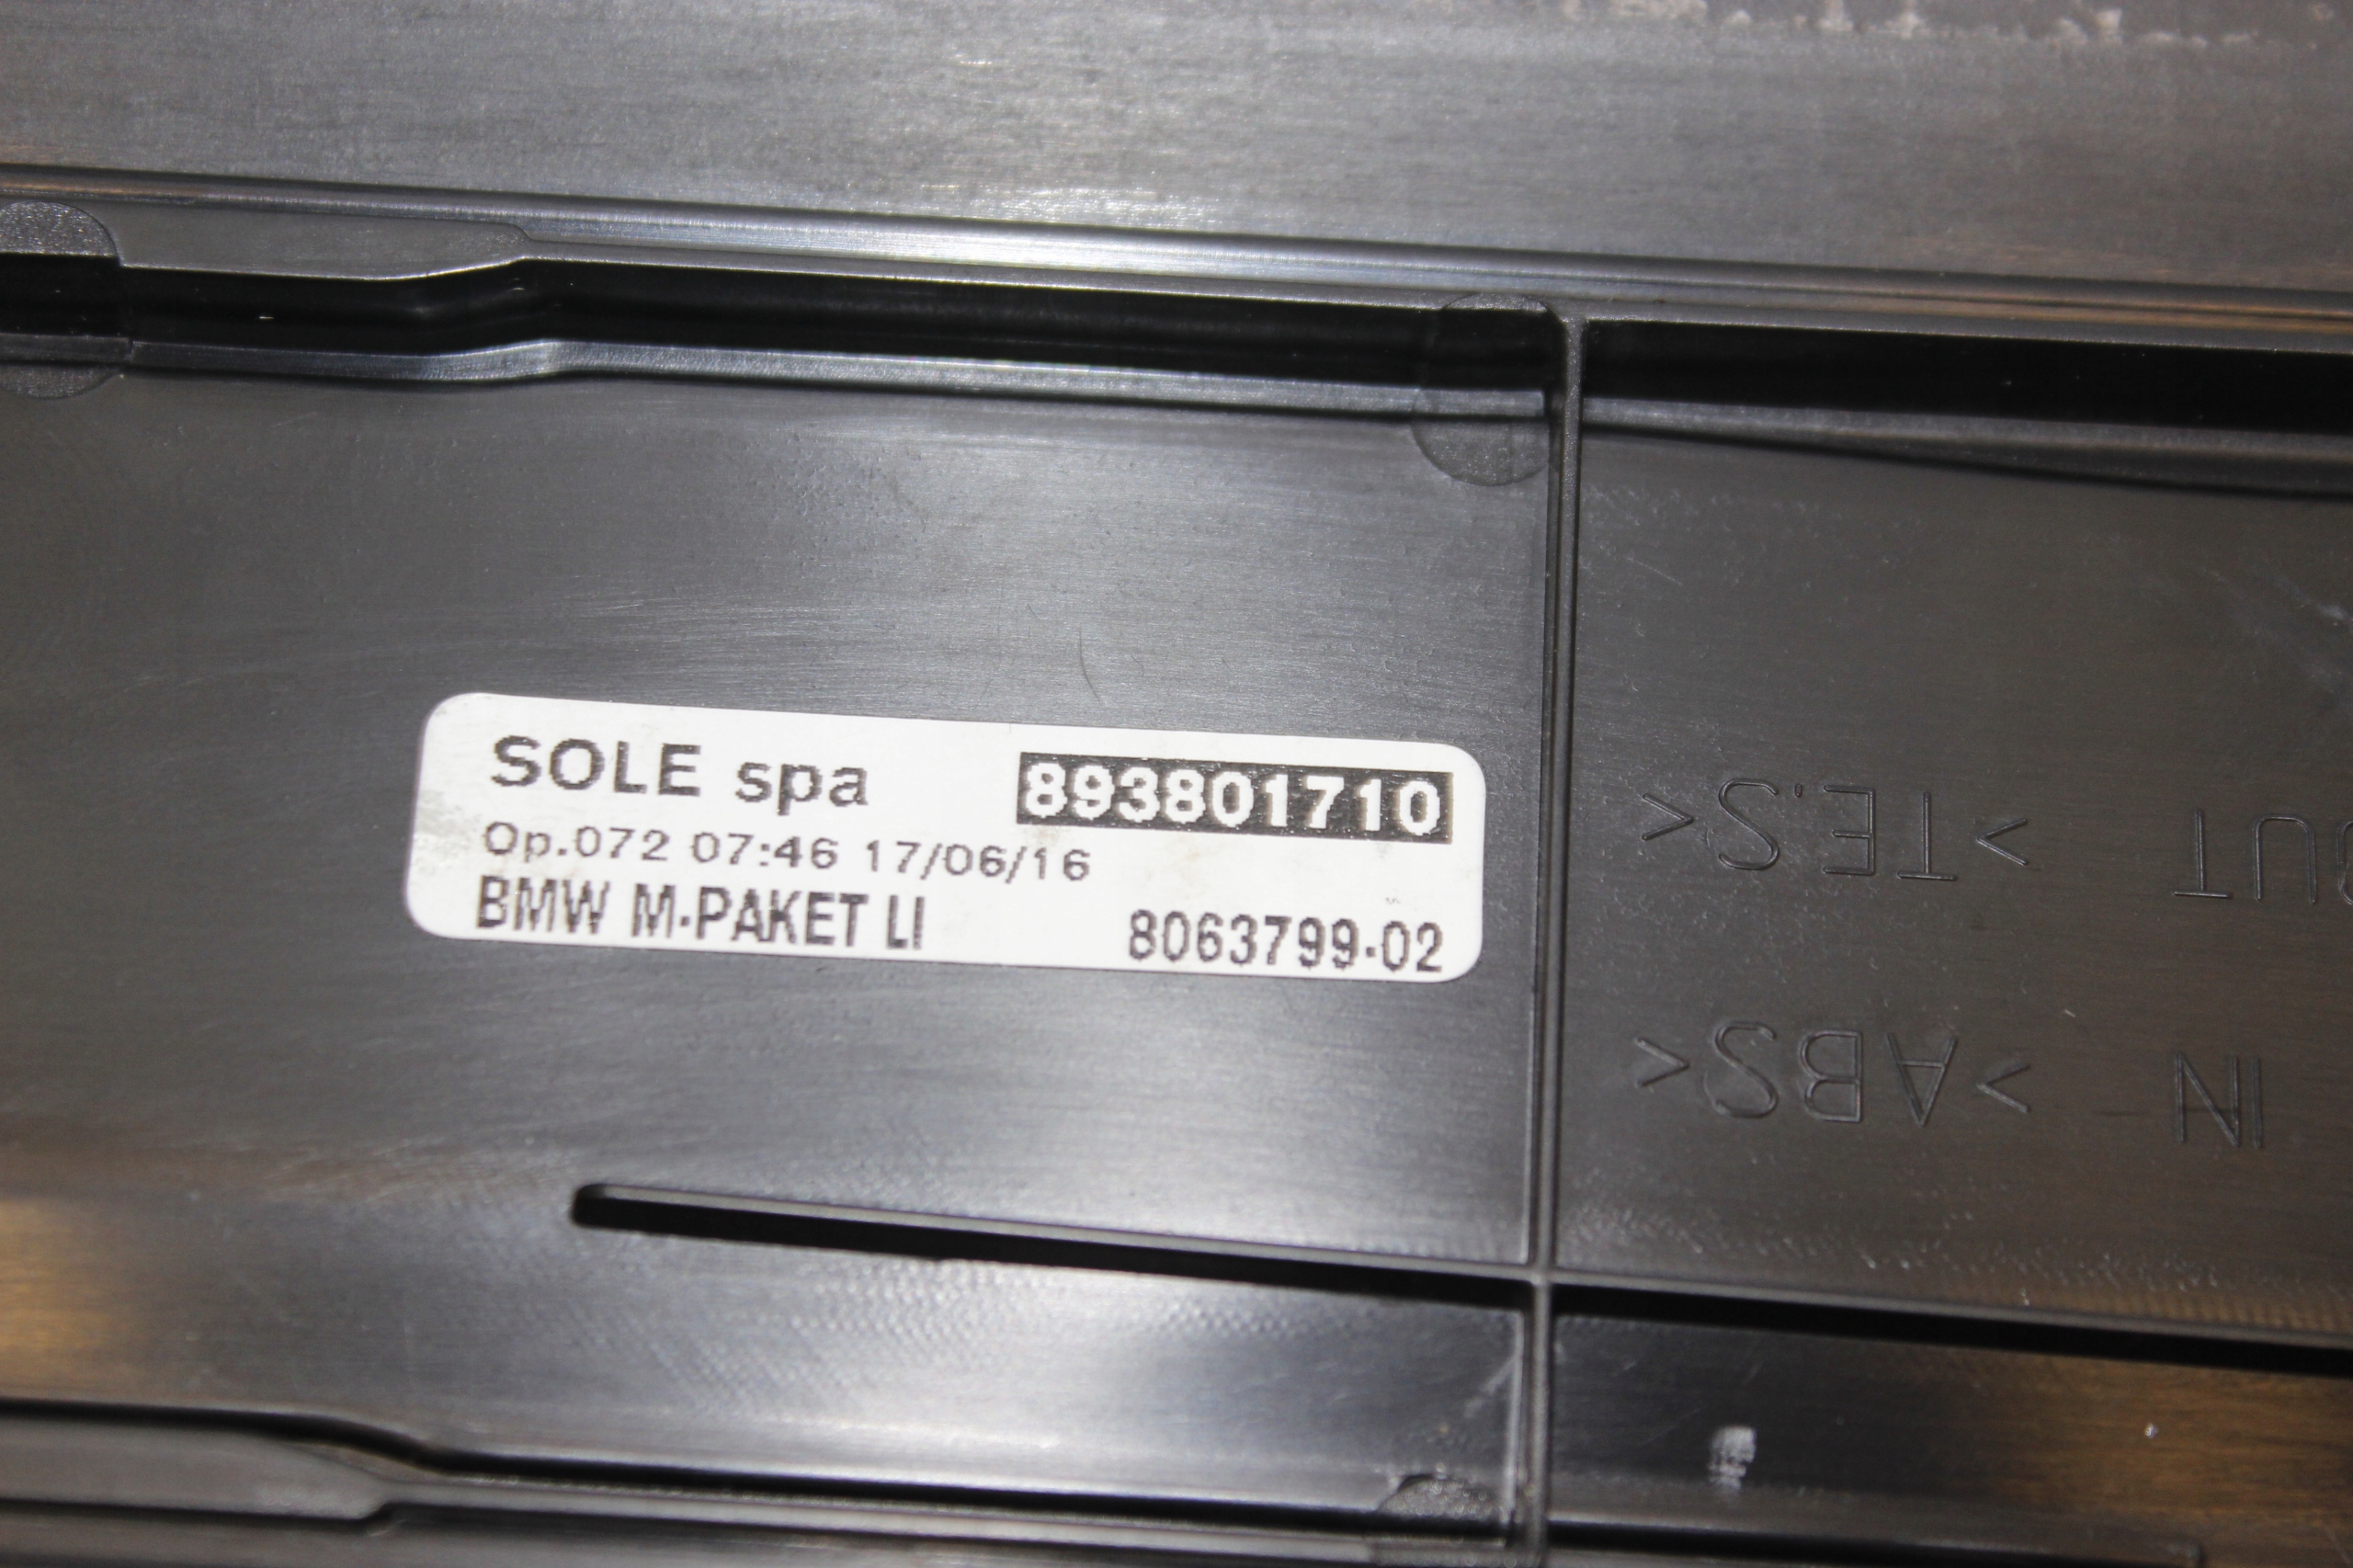 SOLE spa 893801710
Op.072 07:46 17/06/16
BMW M-PAKET LI 8063799-02
IN >ABS<
>TE.S<